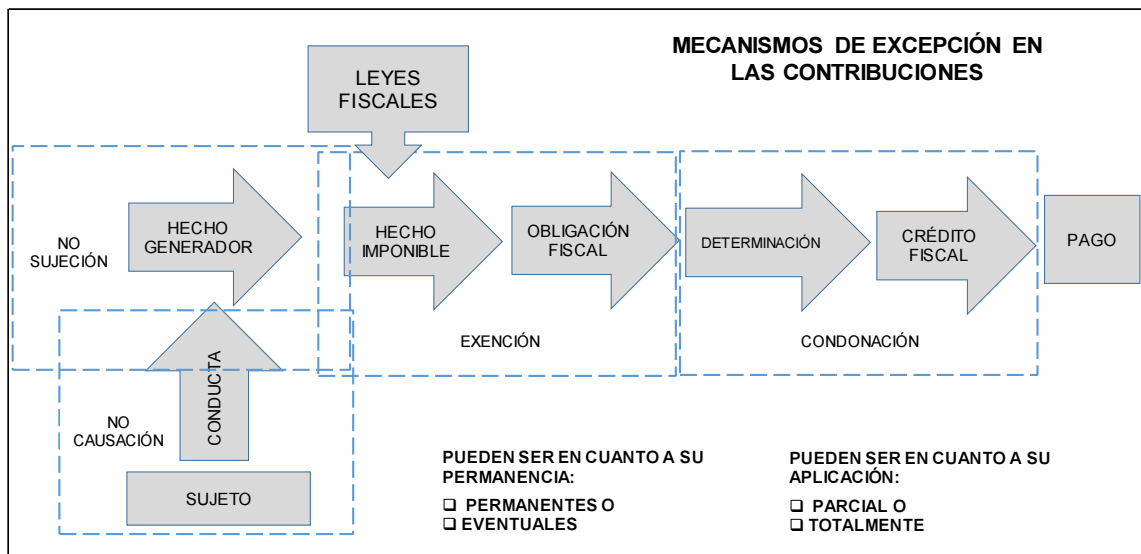 MECANISMOS DE EXCEPCIÓN EN
LAS CONTRIBUCIONES
LEYES
FISCALES
NO
SUJECIÓN
HECHO
GENERADOR
HECHO
IMPONIBLE
OBLIGACIÓN
FISCAL
DETERMINACIÓN
CRÉDITO
FISCAL
PAGO
EXENCIÓN
CONDONACIÓN
CONDUCTA
NO
CAUSACIÓN
SUJETO
PUEDEN SER EN CUANTO A SU
PERMANENCIA:
❑ PERMANENTES O
❑ EVENTUALES
PUEDEN SER EN CUANTO A SU
APLICACIÓN:
❑ PARCIAL O
❑ TOTALMENTE